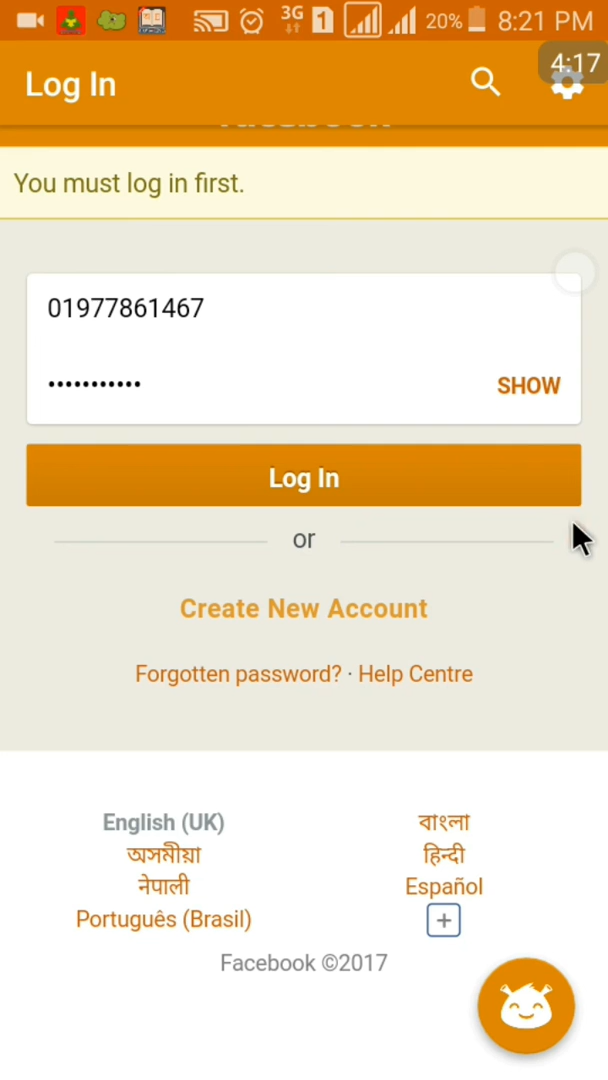 3G 1 20% 8:21 PM
Log In
4:17
You must log in first.
01977861467
••••••••••• SHOW
Log In
or
Create New Account
Forgotten password? · Help Centre
English (UK) বাংলা
অসমীয়া हिन्दी
नेपाली Español
Português (Brasil) +
Facebook ©2017